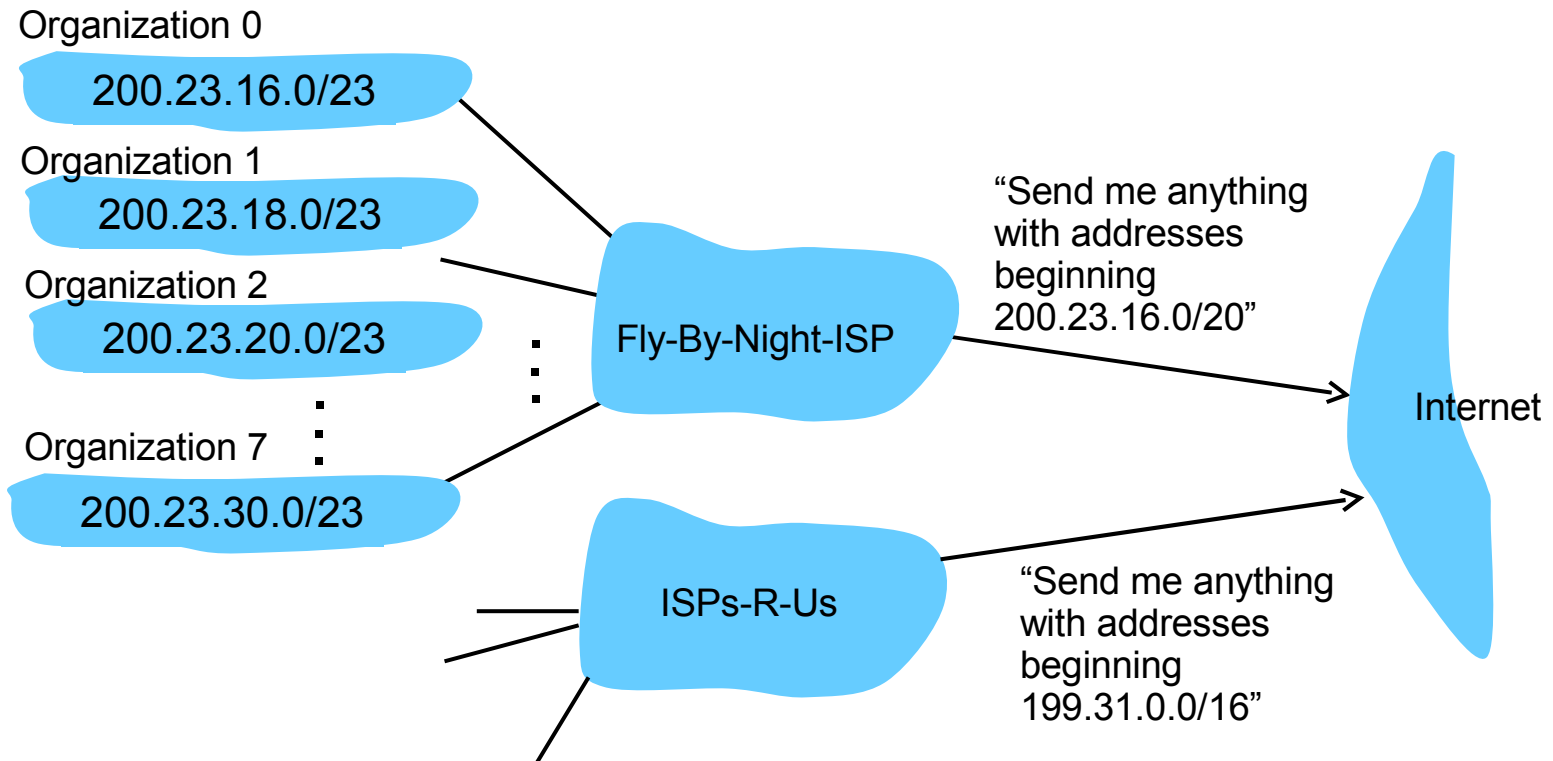 Organization 0
200.23.16.0/23
Organization 1
200.23.18.0/23
Organization 2
200.23.20.0/23
Organization 7
200.23.30.0/23
Fly-By-Night-ISP
“Send me anything
with addresses
beginning
200.23.16.0/20”
Internet
ISPs-R-Us
“Send me anything
with addresses
beginning
199.31.0.0/16”